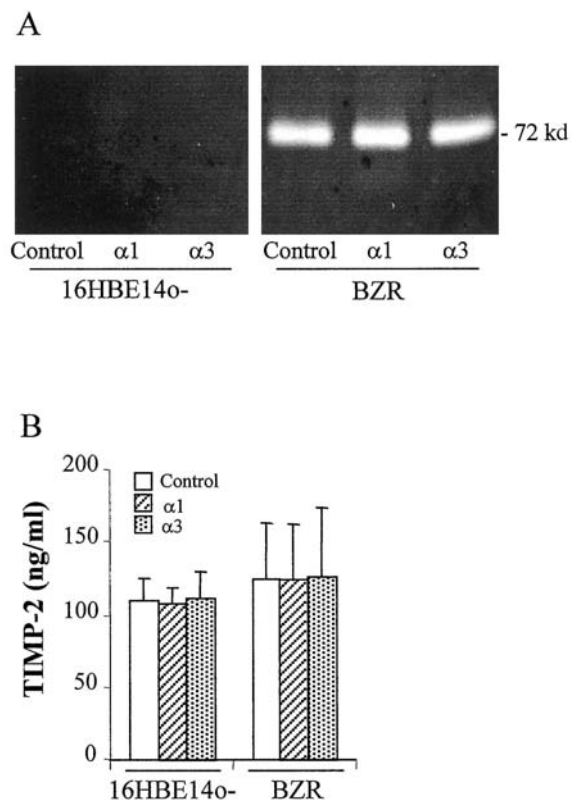 A
- 72 kd
Control α1 α3 Control α1 α3
16HBE14o- BZR
B
200
150
100
50
0
TIMP-2 (ng/ml)
Control
α1
α3
16HBE14o- BZR